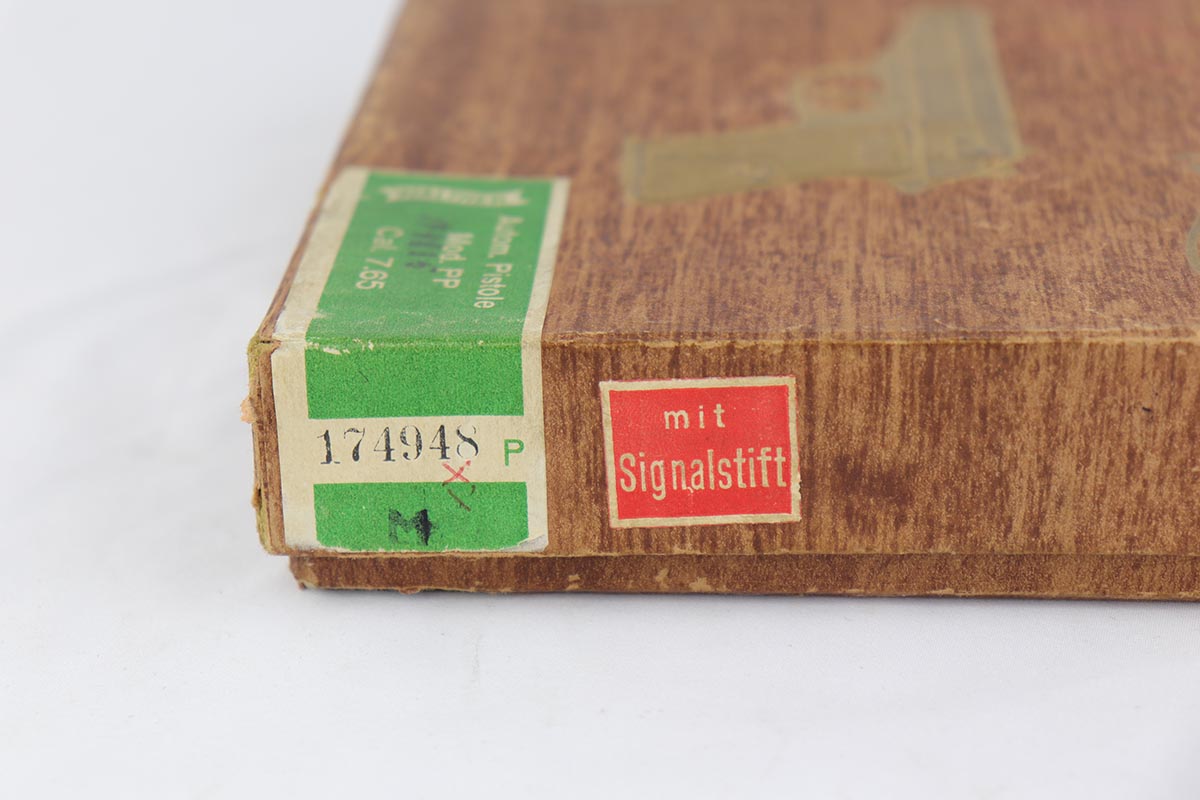 Autom. Pistole
Mod. PP
Cal. 7.65
174948 P
M
mit
Signalstift